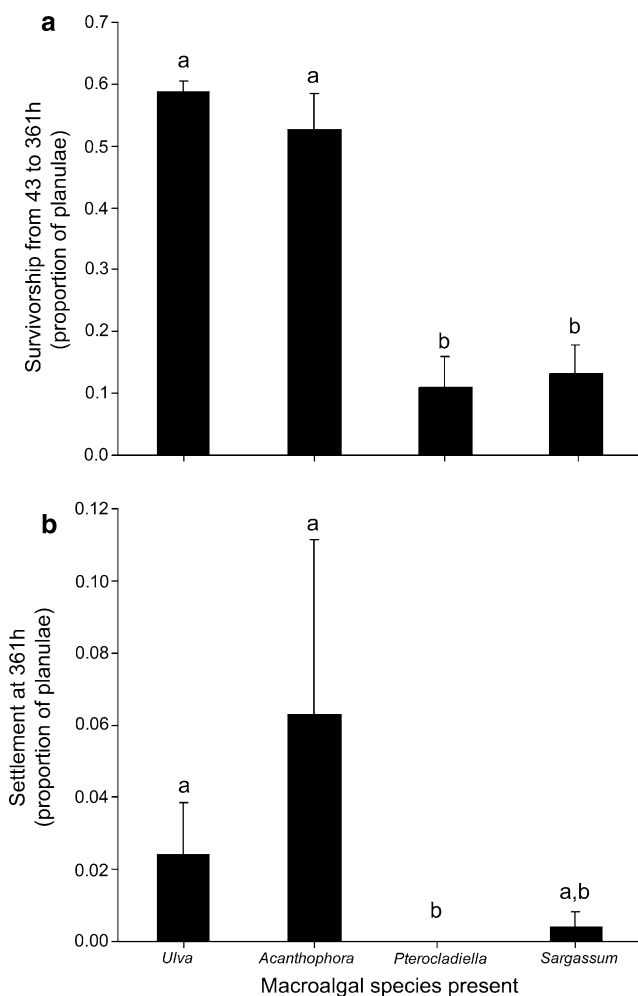 a
Survivorship from 43 to 361h
(proportion of planulae)
0.7
0.6
0.5
0.4
0.3
0.2
0.1
0.0
a
a
b
b
b
Settlement at 361h
(proportion of planulae)
0.12
0.10
0.08
0.06
0.04
0.02
0.00
a
a
b
a,b
Ulva Acanthophora Pterocladiella Sargassum
Macroalgal species present